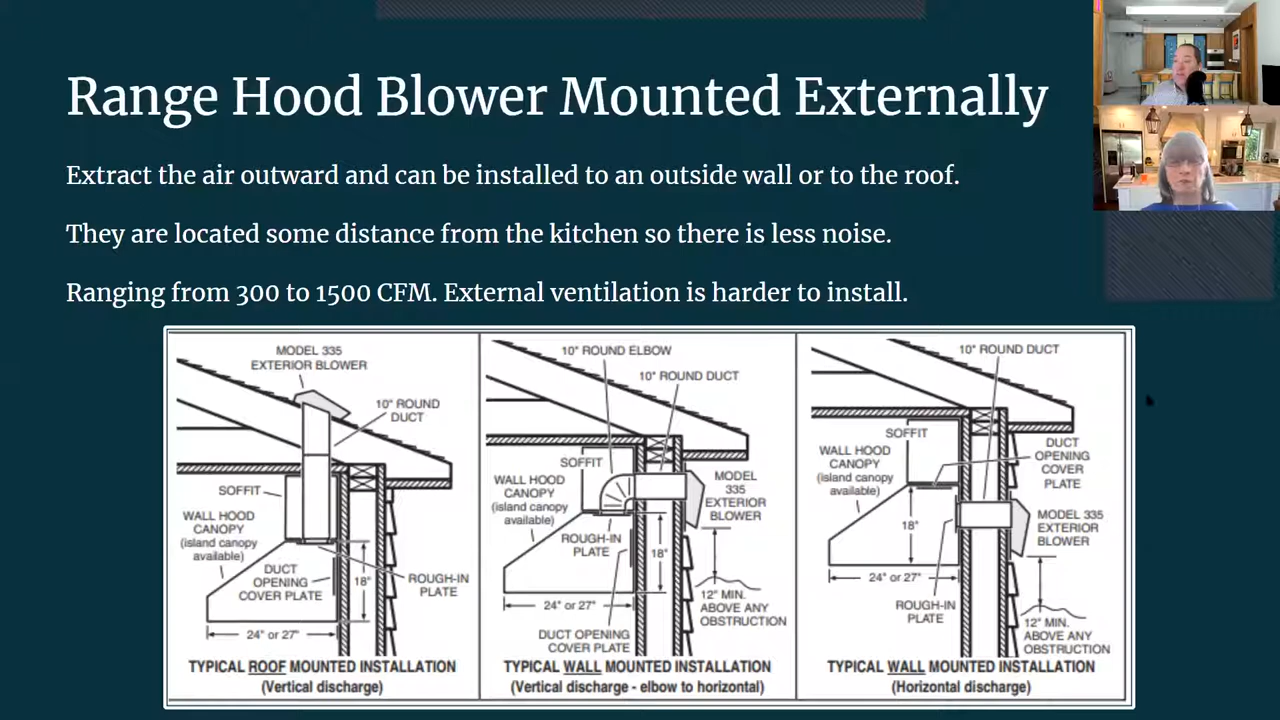 Range Hood Blower Mounted Externally
Extract the air outward and can be installed to an outside wall or to the roof.
They are located some distance from the kitchen so there is less noise.
Ranging from 300 to 1500 CFM. External ventilation is harder to install.
MODEL 335
EXTERIOR BLOWER
10" ROUND
DUCT
SOFFIT
WALL HOOD
CANOPY
(island canopy
available)
DUCT
OPENING
COVER PLATE
18"
ROUGH-IN
PLATE
24" or 27"
TYPICAL ROOF MOUNTED INSTALLATION
(Vertical discharge)
10" ROUND ELBOW
10" ROUND DUCT
SOFFIT
WALL HOOD
CANOPY
(island canopy
available)
MODEL
335
EXTERIOR
BLOWER
ROUGH-IN
PLATE
18"
24" or 27"
12" MIN.
ABOVE ANY
OBSTRUCTION
DUCT OPENING
COVER PLATE
TYPICAL WALL MOUNTED INSTALLATION
(Vertical discharge - elbow to horizontal)
10" ROUND DUCT
SOFFIT
WALL HOOD
CANOPY
(island canopy
available)
DUCT
OPENING
COVER
PLATE
18"
MODEL 335
EXTERIOR
BLOWER
24" or 27"
ROUGH-IN
PLATE
12" MIN.
ABOVE ANY
OBSTRUCTION
TYPICAL WALL MOUNTED INSTALLATION
(Horizontal discharge)